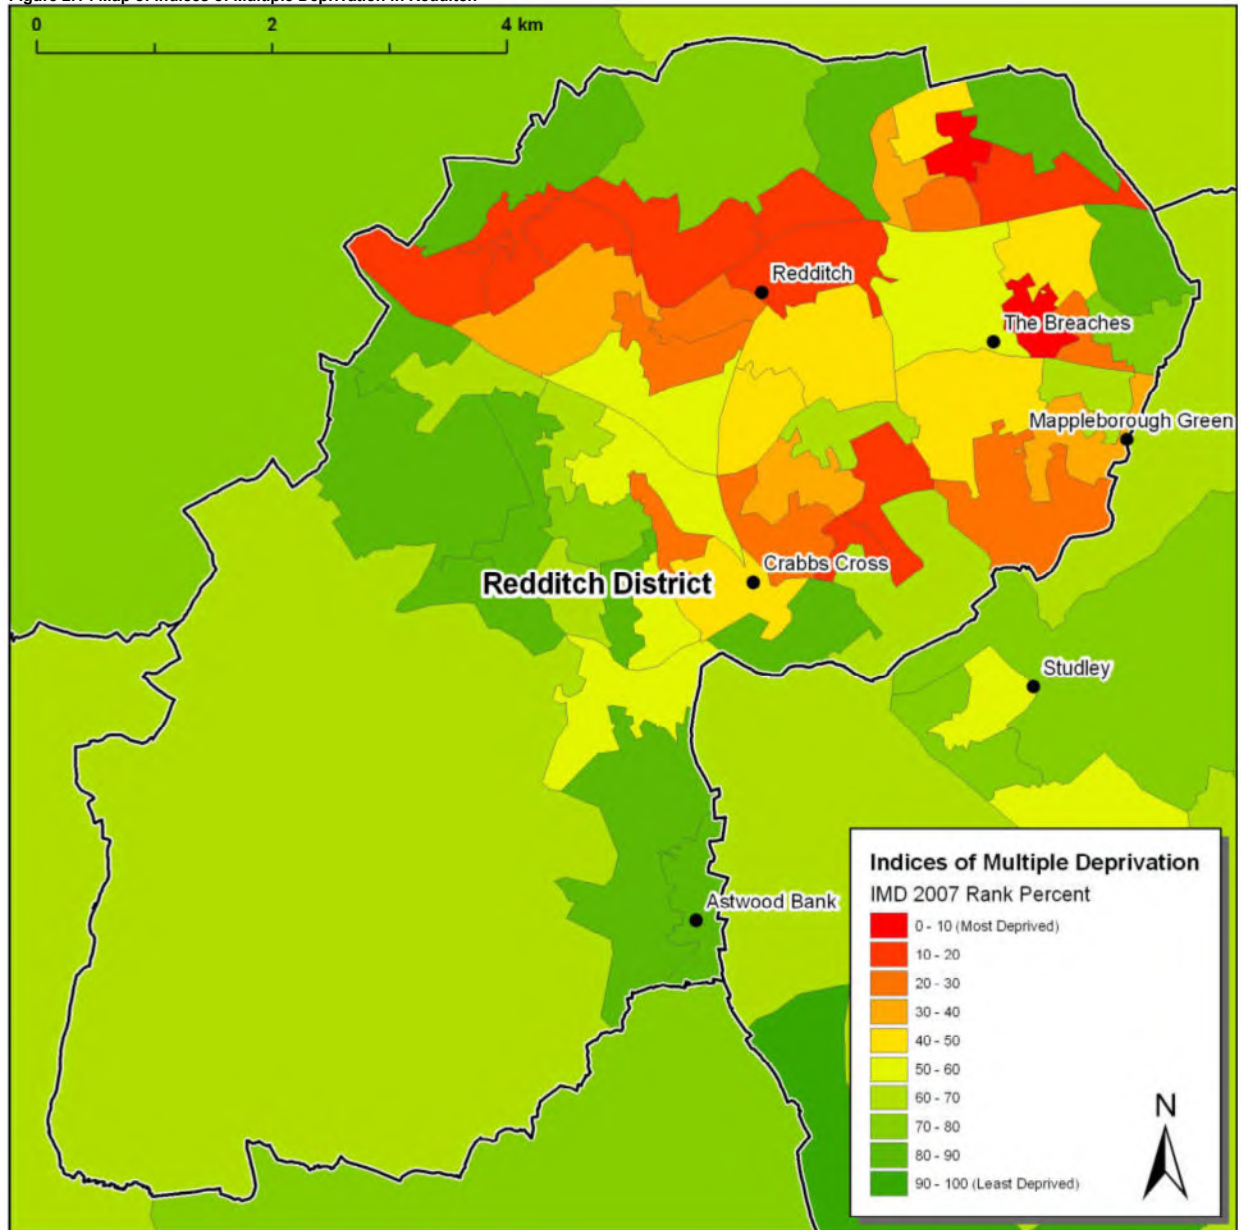 0 2 4 km
Redditch
The Breaches
Mappleborough Green
Crabbs Cross
Redditch District
Studley
Astwood Bank
Indices of Multiple Deprivation
IMD 2007 Rank Percent
0 - 10 (Most Deprived)
10 - 20
20 - 30
30 - 40
40 - 50
50 - 60
60 - 70
70 - 80
80 - 90
90 - 100 (Least Deprived)
N